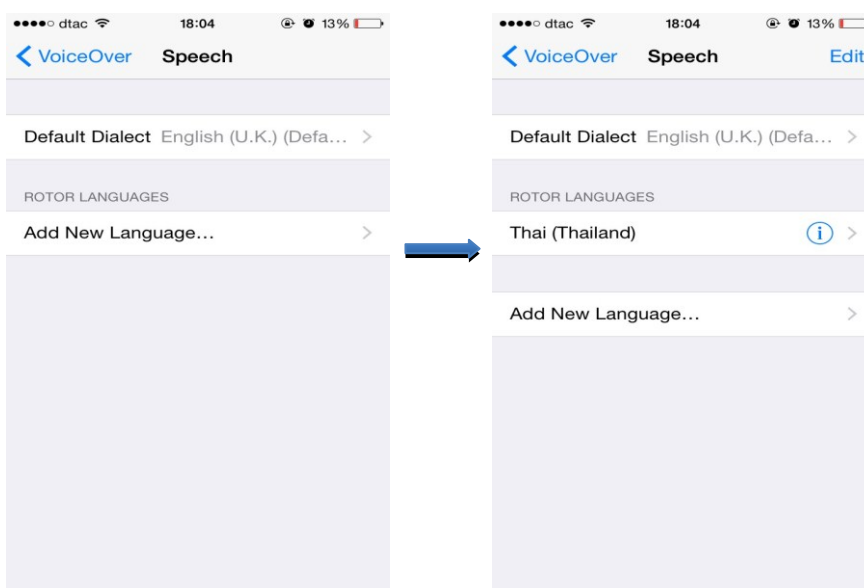 dtac 18:04 13%
VoiceOver Speech
Default Dialect English (U.K.) (Defa...
ROTOR LANGUAGES
Add New Language...
dtac 18:04 13%
VoiceOver Speech Edit
Default Dialect English (U.K.) (Defa...
ROTOR LANGUAGES
Thai (Thailand) i
Add New Language...